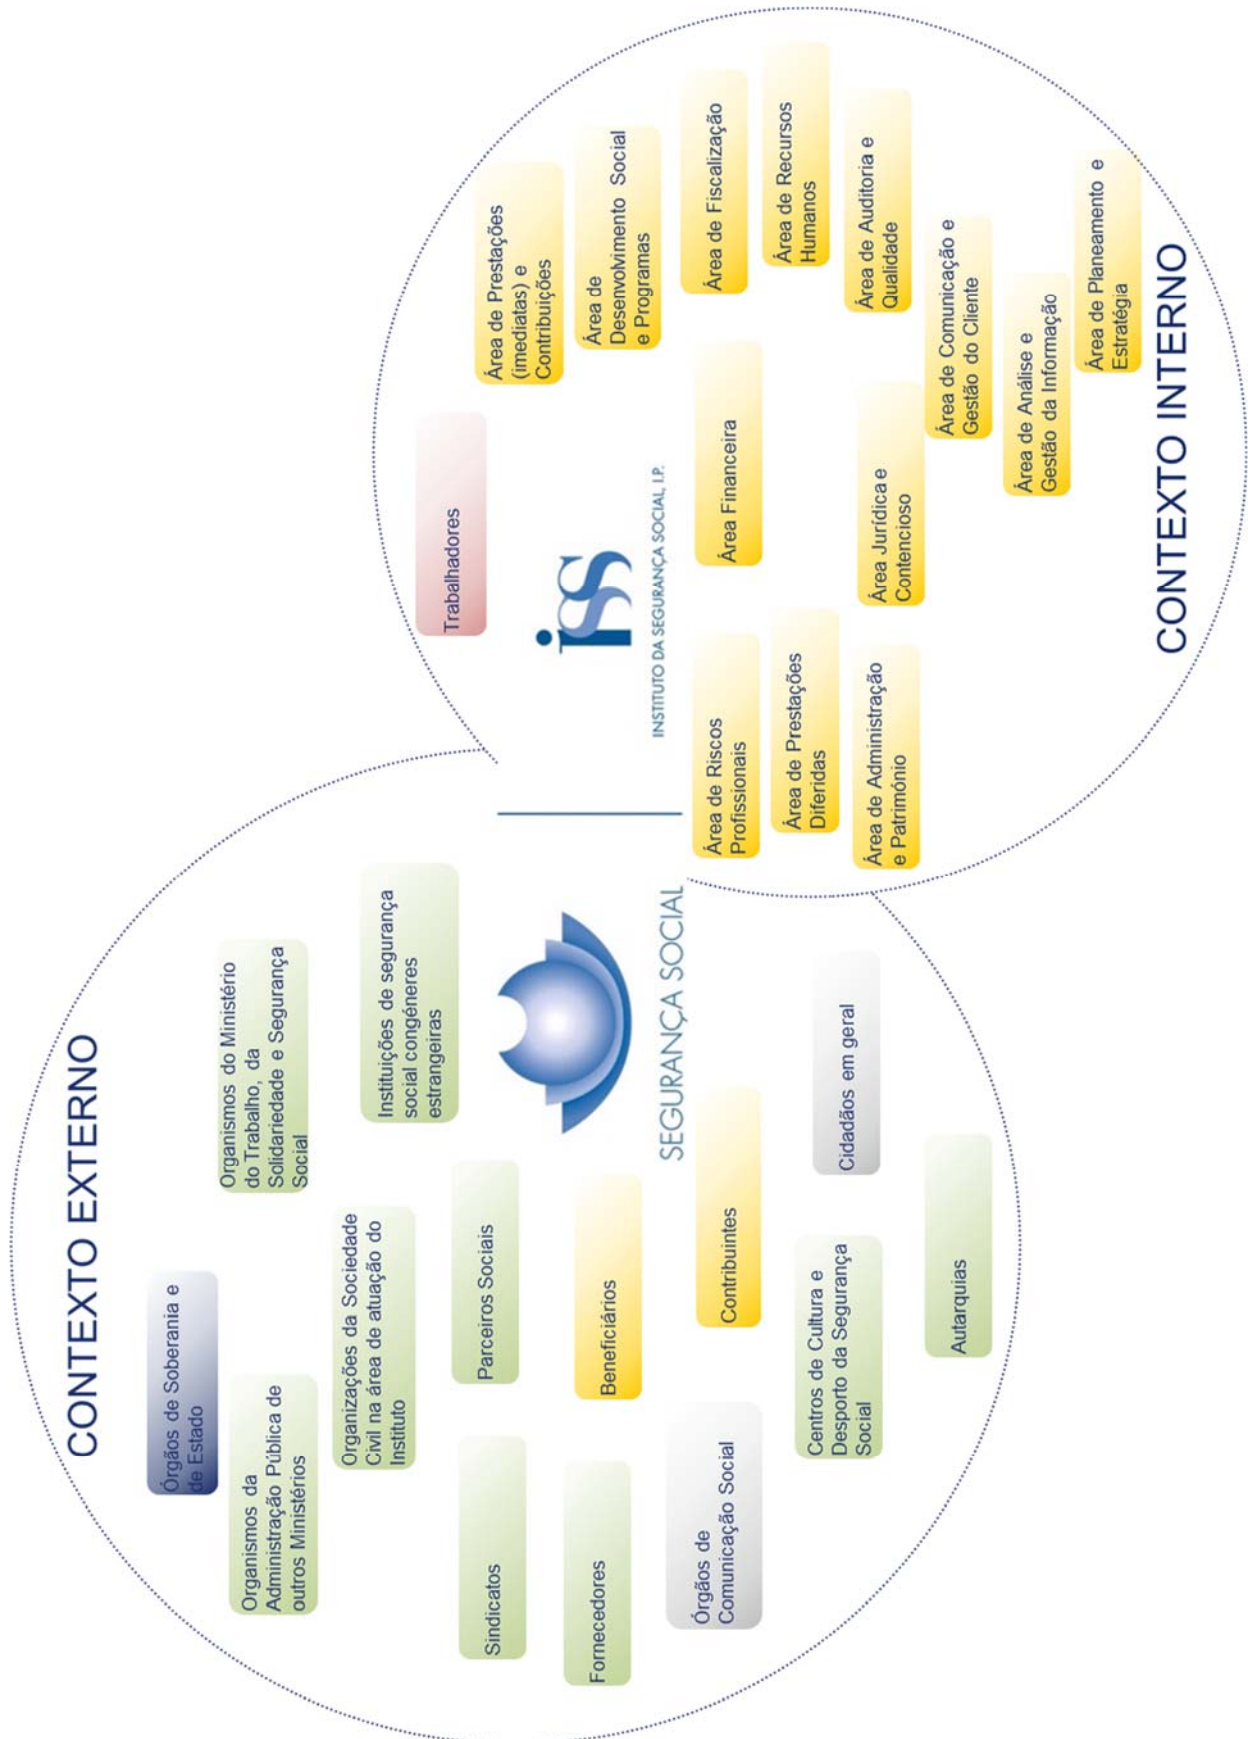 CONTEXTO EXTERNO
Órgãos de Soberania e
de Estado
Organismos da
Administração Pública de
outros Ministérios
Organismos do Ministério
do Trabalho, da
Solidariedade e Segurança
Social
Organizações da Sociedade
Civil na área de atuação do
Instituto
Instituições de segurança
social congéneres
estrangeiras
Sindicatos
Parceiros Sociais
Fornecedores
Beneficiários
Órgãos de
Comunicação Social
Contribuintes
Centros de Cultura e
Desporto da Segurança
Social
Cidadãos em geral
Autarquias
SEGURANÇA SOCIAL
iss
INSTITUTO DA SEGURANÇA SOCIAL, I.P.
Trabalhadores
Área de Prestações
(imediatas) e
Contribuições
Área de
Desenvolvimento Social
e Programas
Área de Riscos
Profissionais
Área Financeira
Área de Fiscalização
Área de Prestações
Diferidas
Área de Recursos
Humanos
Área de Administração
e Património
Área Jurídica e
Contencioso
Área de Auditoria e
Qualidade
Área de Comunicação e
Gestão do Cliente
Área de Análise e
Gestão da Informação
Área de Planeamento e
Estratégia
CONTEXTO INTERNO